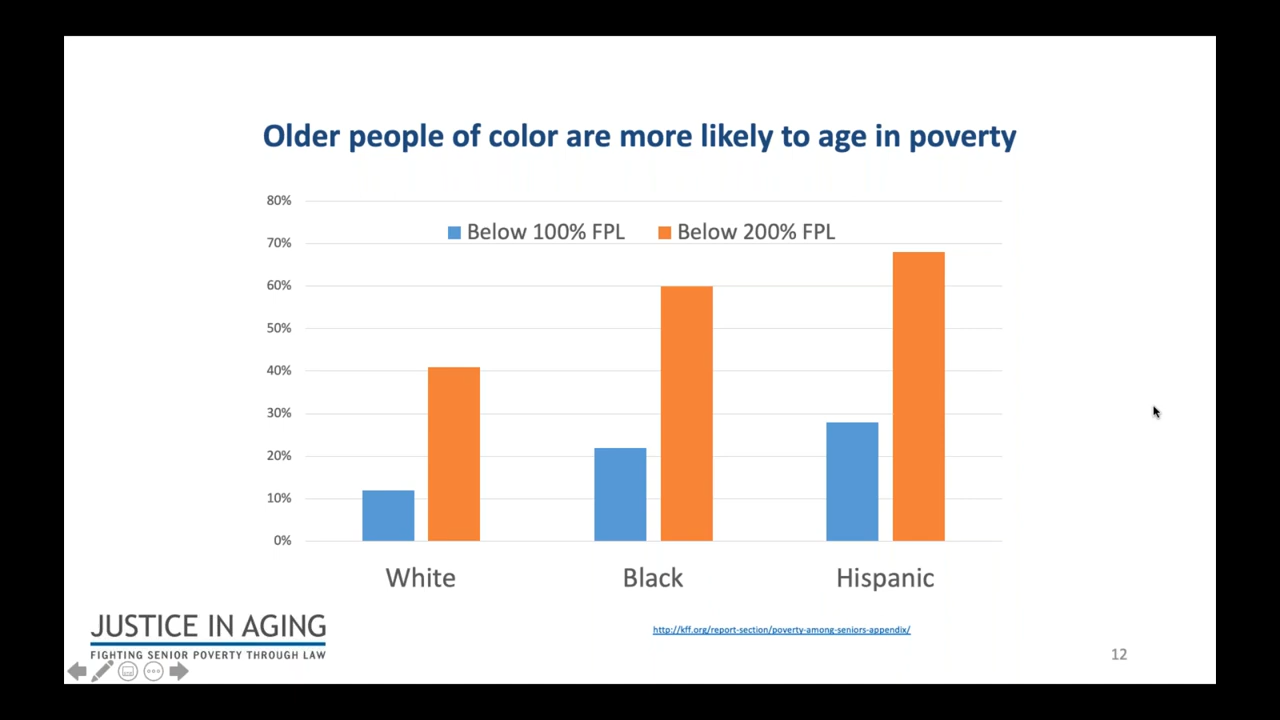 Older people of color are more likely to age in poverty
80%
Below 100% FPL Below 200% FPL
70%
60%
50%
40%
30%
20%
10%
0%
White Black Hispanic
JUSTICE IN AGING
FIGHTING SENIOR POVERTY THROUGH LAW
http://kff.org/report-section/poverty-among-seniors-appendix/
12